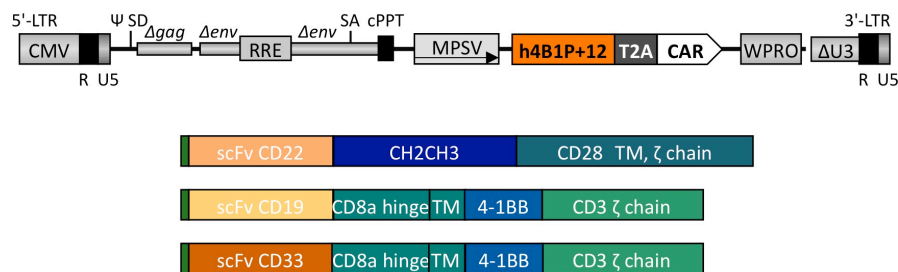 5'-LTR Ψ SD Δgag Δenv Δenv SA cPPT 3'-LTR
CMV RRE MPSV h4B1P+12 T2A CAR WPRO ΔU3
R U5 R U5
scFv CD22 CH2CH3 CD28 TM, ζ chain
scFv CD19 CD8a hinge TM 4-1BB CD3 ζ chain
scFv CD33 CD8a hinge TM 4-1BB CD3 ζ chain